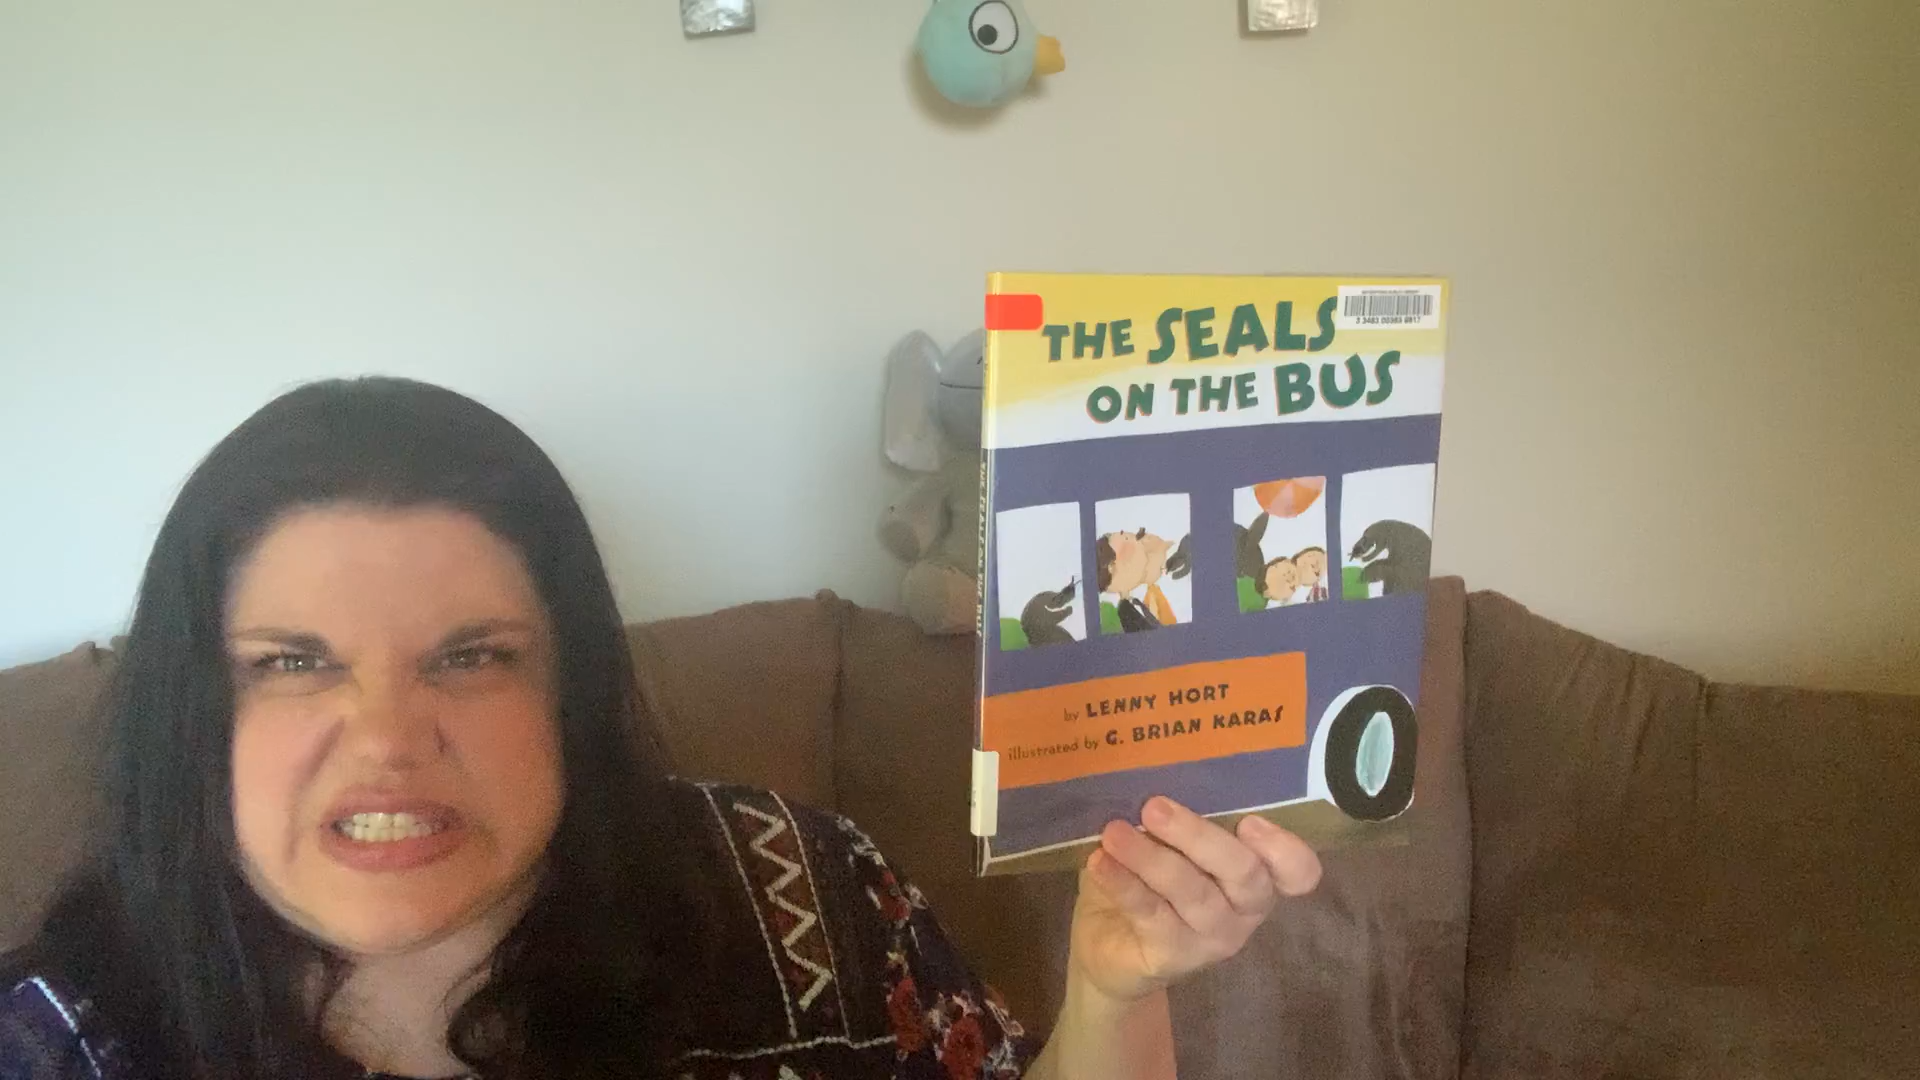 THE SEALS
ON THE BUS
by LENNY HORT
illustrated by G. BRIAN KARAS